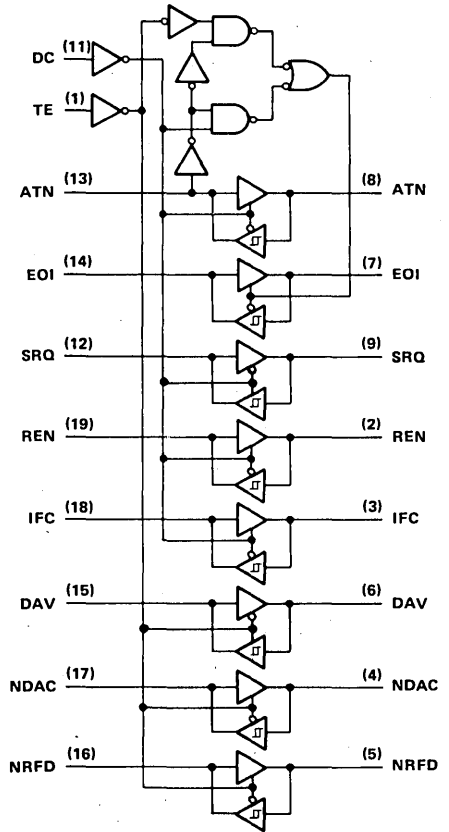 DC (11)
TE (1)
ATN (13) (8) ATN
EOI (14) (7) EOI
SRQ (12) (9) SRQ
REN (19) (2) REN
IFC (18) (3) IFC
DAV (15) (6) DAV
NDAC (17) (4) NDAC
NRFD (16) (5) NRFD